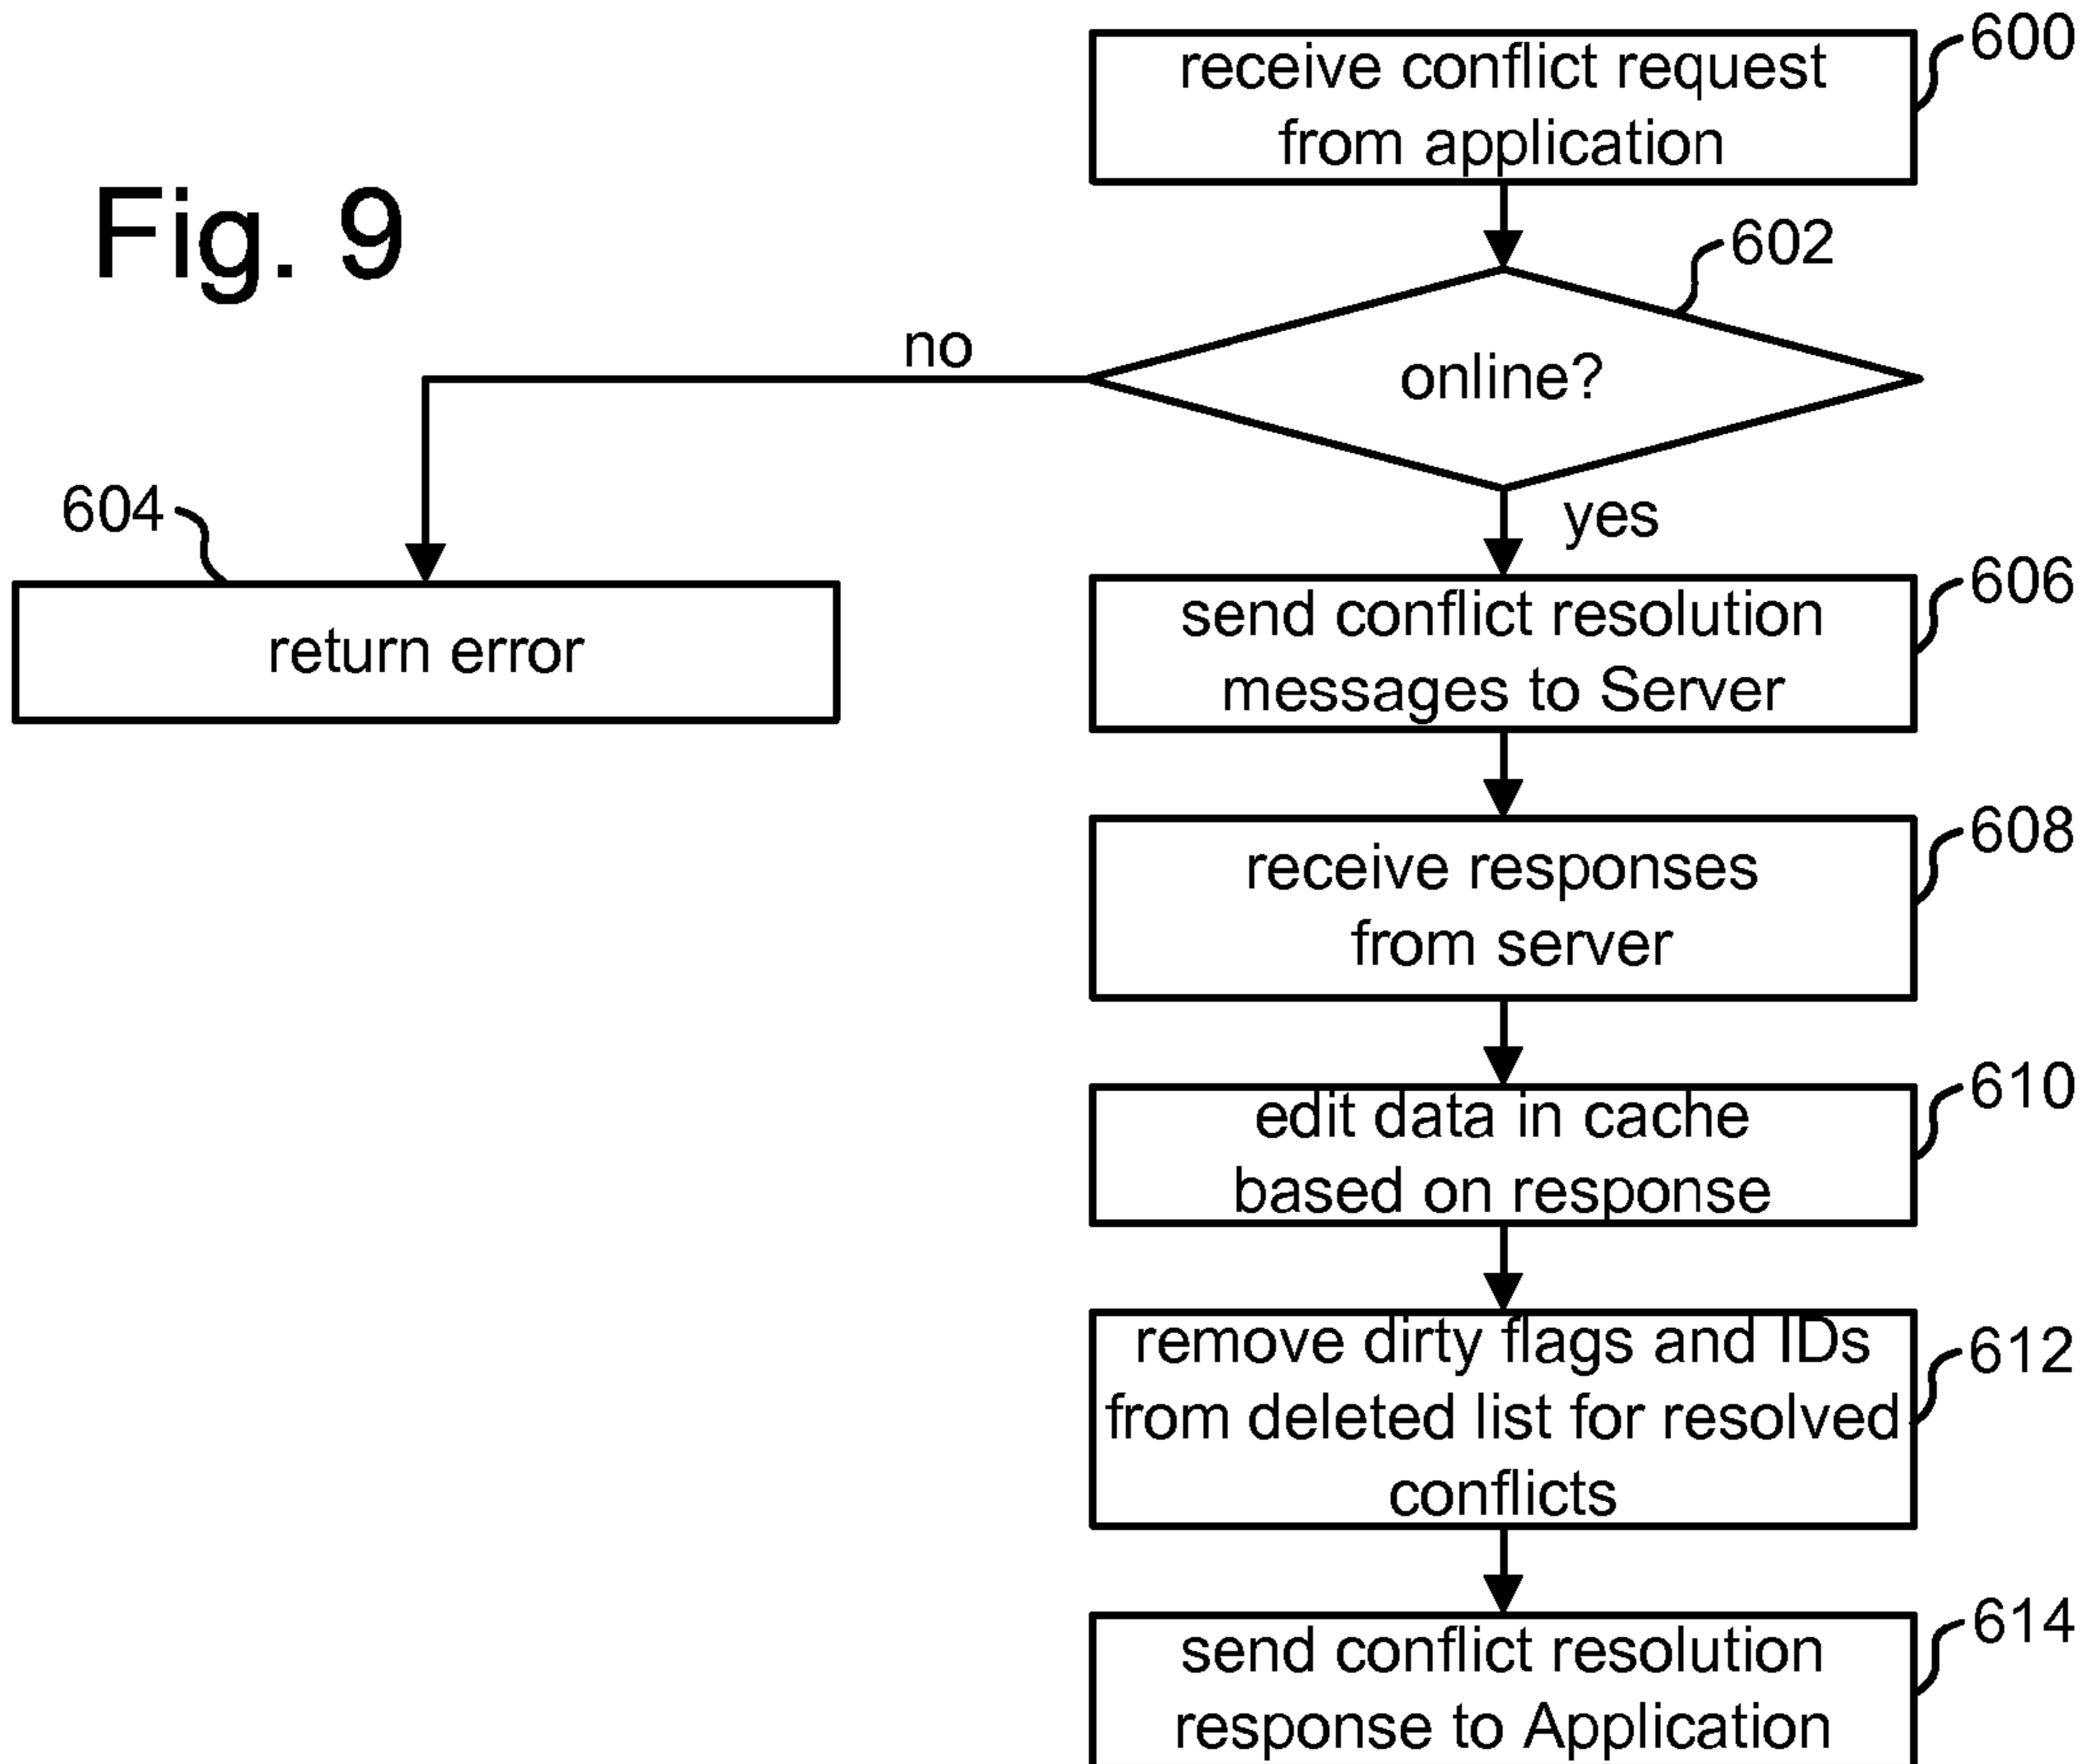 receive conflict request
from application
600
Fig. 9
602
online?
no
yes
604
return error
send conflict resolution
messages to Server
606
receive responses
from server
608
edit data in cache
based on response
610
remove dirty flags and IDs
from deleted list for resolved
conflicts
612
send conflict resolution
response to Application
614